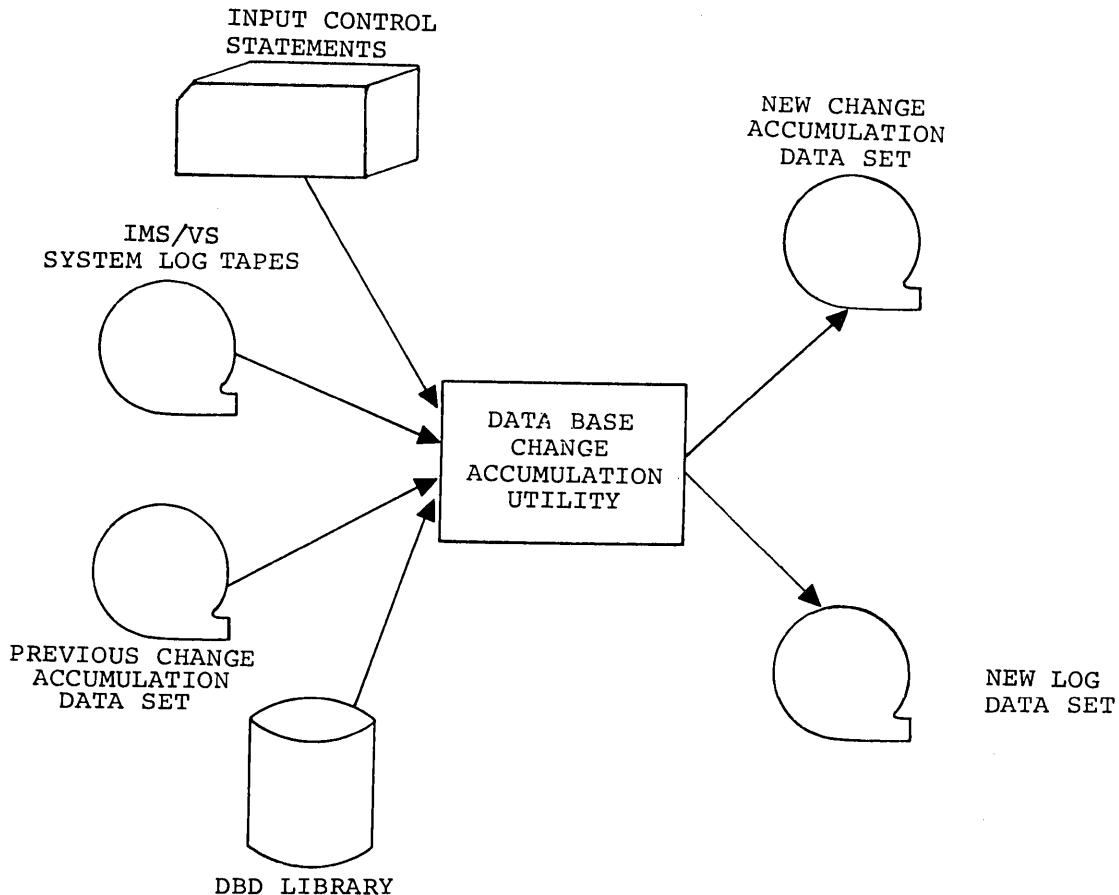 INPUT CONTROL
STATEMENTS
NEW CHANGE
ACCUMULATION
DATA SET
IMS/VS
SYSTEM LOG TAPES
DATA BASE
CHANGE
ACCUMULATION
UTILITY
PREVIOUS CHANGE
ACCUMULATION
DATA SET
NEW LOG
DATA SET
DBD LIBRARY